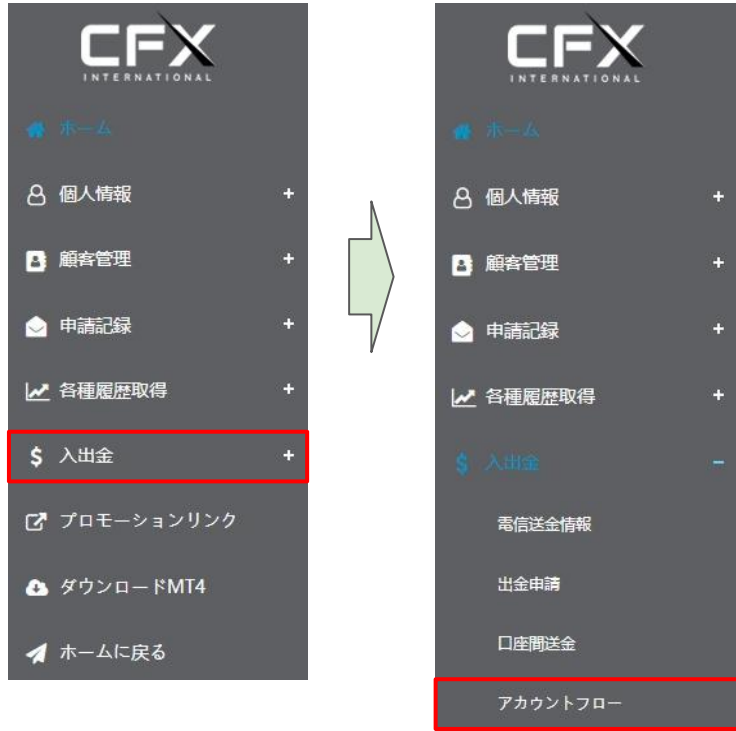 CFX
INTERNATIONAL
ホーム
個人情報 +
顧客管理 +
申請記録 +
各種履歴取得 +
$ 入出金 +
プロモーションリンク
ダウンロードMT4
ホームに戻る
CFX
INTERNATIONAL
ホーム
個人情報 +
顧客管理 +
申請記録 +
各種履歴取得 +
$ 入出金 −
電信送金情報
出金申請
口座間送金
アカウントフロー